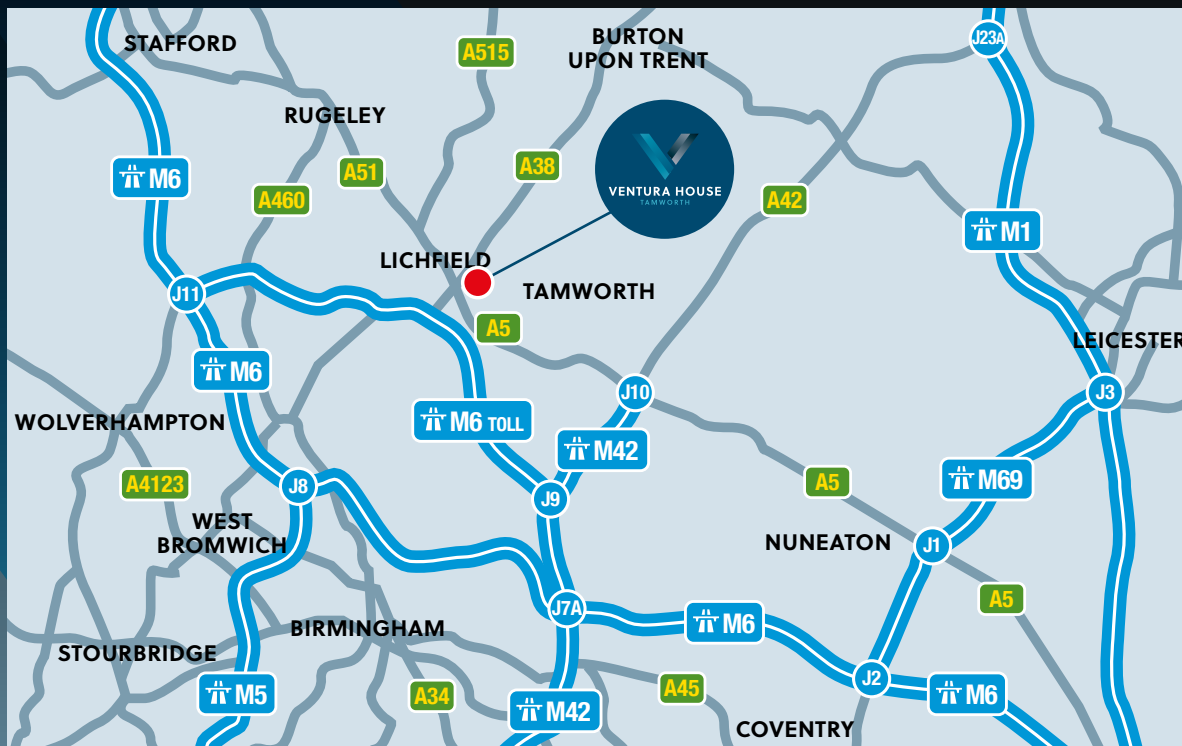 STAFFORD
A515
BURTON
UPON TRENT
J23A
RUGELEY
M6
A51
A38
VENTURA HOUSE
TAMWORTH
A460
A42
M1
LICHFIELD
TAMWORTH
J11
A5
LEICESTER
M6
J10
J3
WOLVERHAMPTON
M6 TOLL
M42
A4123
J8
J9
A5
M69
WEST
BROMWICH
NUNEATON
J1
J7A
A5
BIRMINGHAM
M6
STOURBRIDGE
M5
A34
A45
J2
M6
M42
COVENTRY